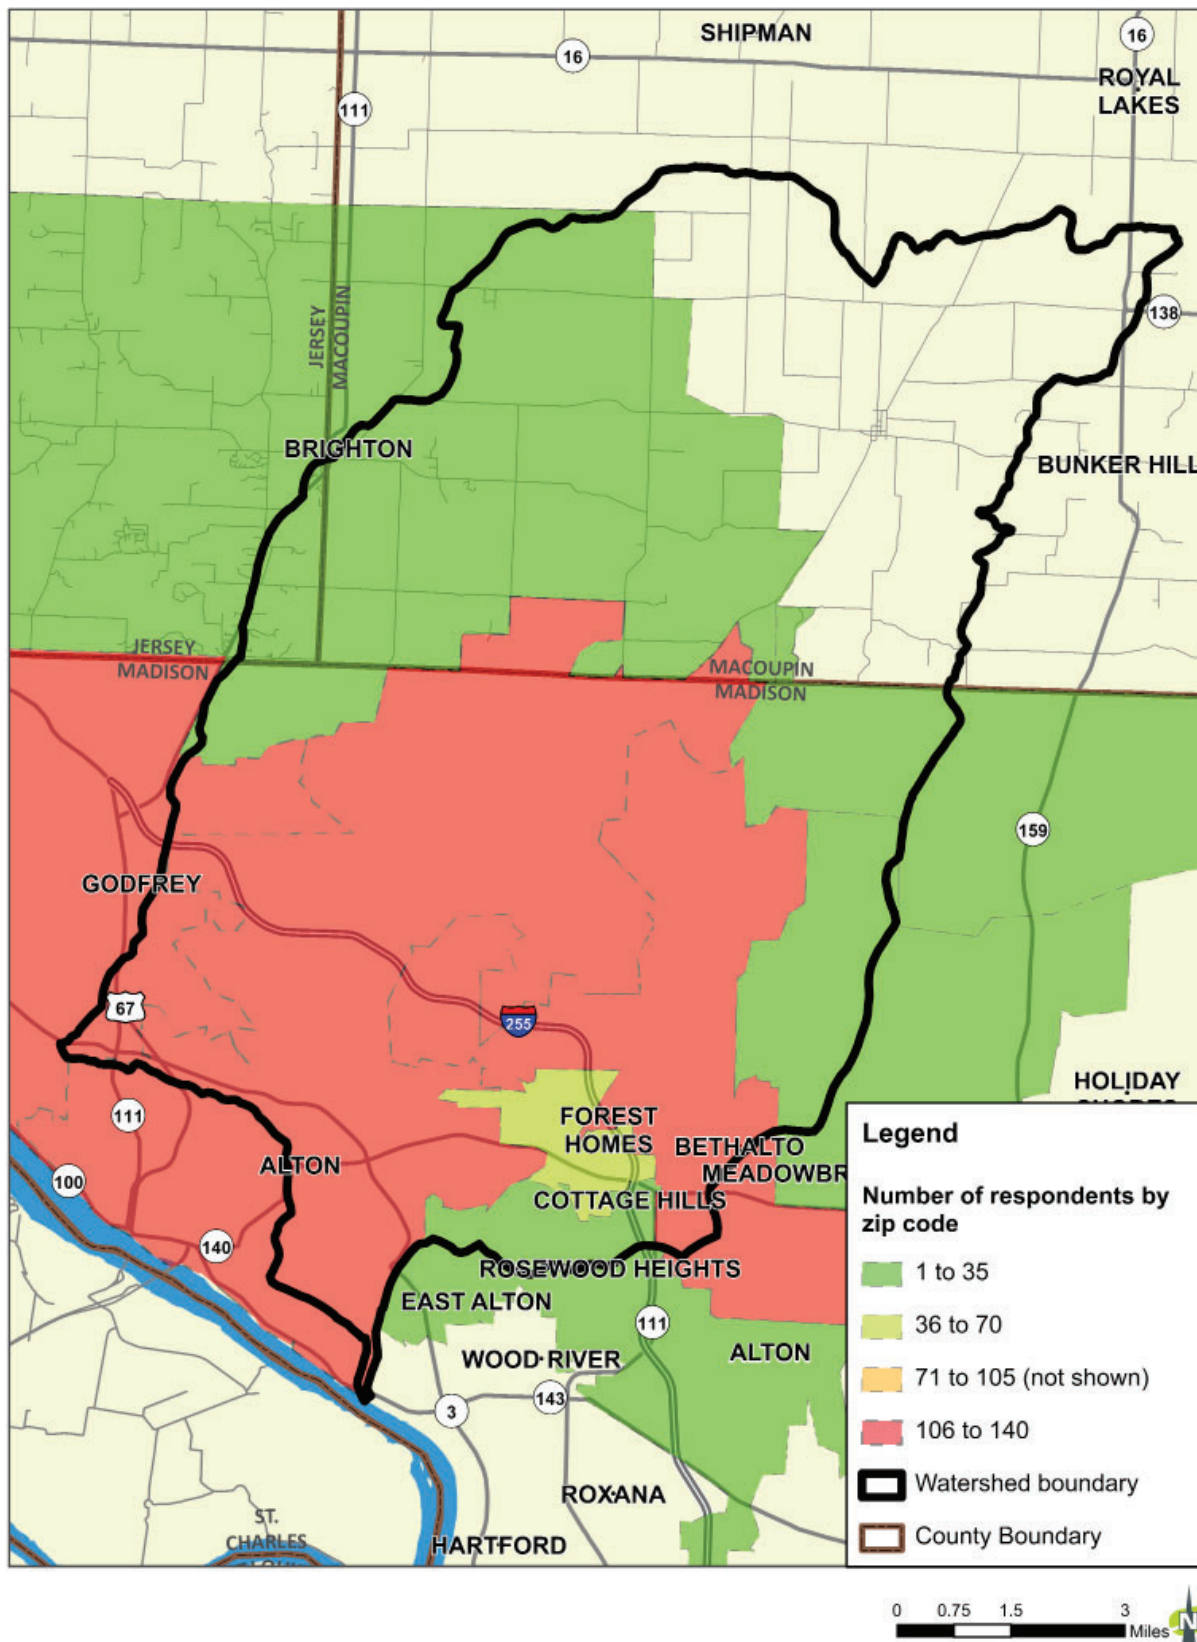 SHIPMAN
16
16
ROYAL
LAKES
111
JERSEY
MACOUPIN
138
BRIGHTON
BUNKER HILL
JERSEY
MADISON
MACOUPIN
MADISON
159
GODFREY
67
255
HOLIDAY
111
FOREST
HOMES
BETHALTO
MEADOWBR
ALTON
100
COTTAGE HILLS
140
ROSEWOOD HEIGHTS
EAST ALTON
111
WOOD RIVER
ALTON
3
143
ROXANA
ST.
CHARLES
HARTFORD
Legend
Number of respondents by
zip code
1 to 35
36 to 70
71 to 105 (not shown)
106 to 140
Watershed boundary
County Boundary
0 0.75 1.5 3
Miles
N